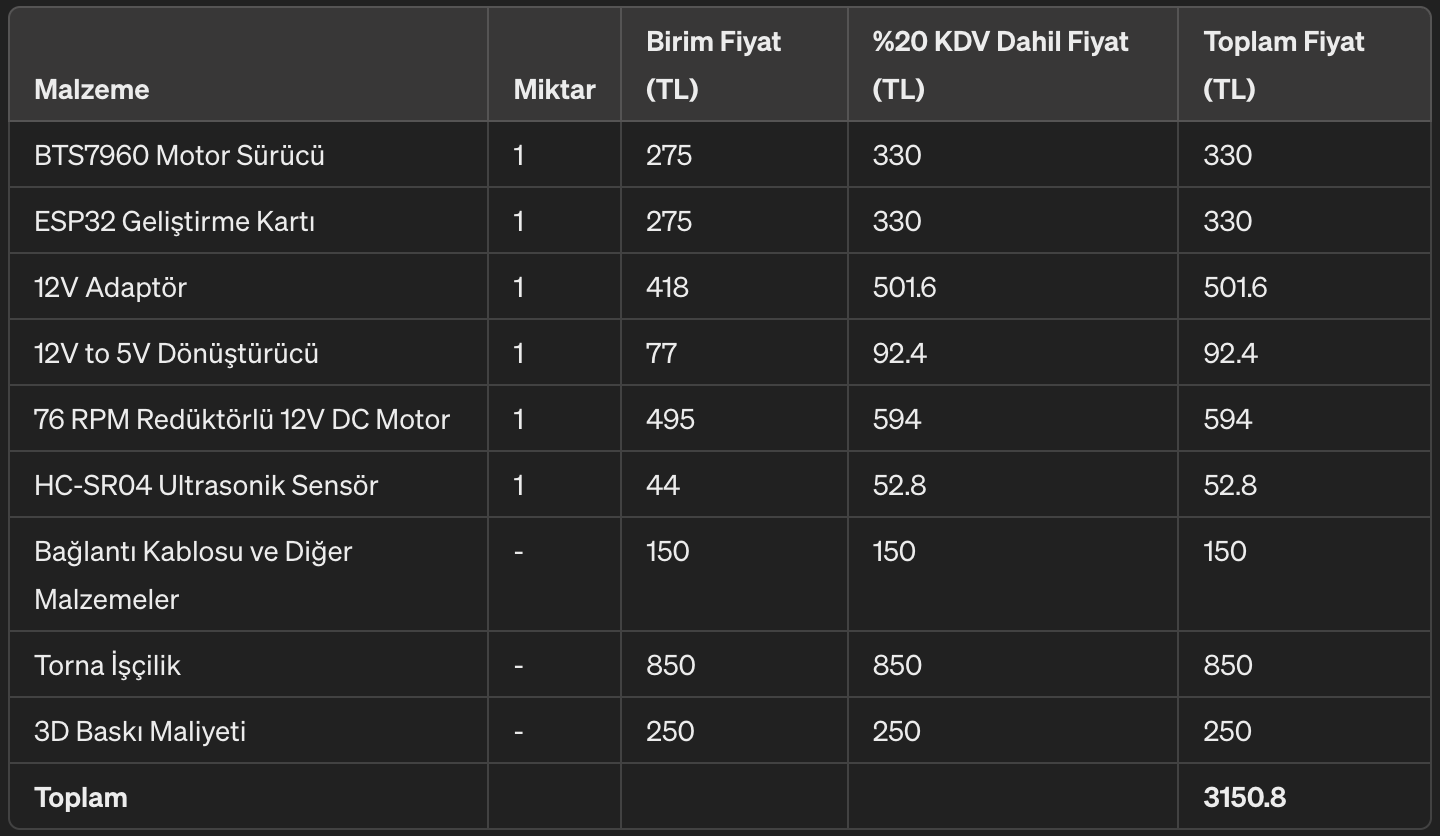 Malzeme Miktar Birim Fiyat (TL) %20 KDV Dahil Fiyat (TL) Toplam Fiyat (TL)
BTS7960 Motor Sürücü 1 275 330 330
ESP32 Geliştirme Kartı 1 275 330 330
12V Adaptör 1 418 501.6 501.6
12V to 5V Dönüştürücü 1 77 92.4 92.4
76 RPM Redüktörlü 12V DC Motor 1 495 594 594
HC-SR04 Ultrasonik Sensör 1 44 52.8 52.8
Bağlantı Kablosu ve Diğer Malzemeler - 150 150 150
Torna İşçilik - 850 850 850
3D Baskı Maliyeti - 250 250 250
Toplam 3150.8